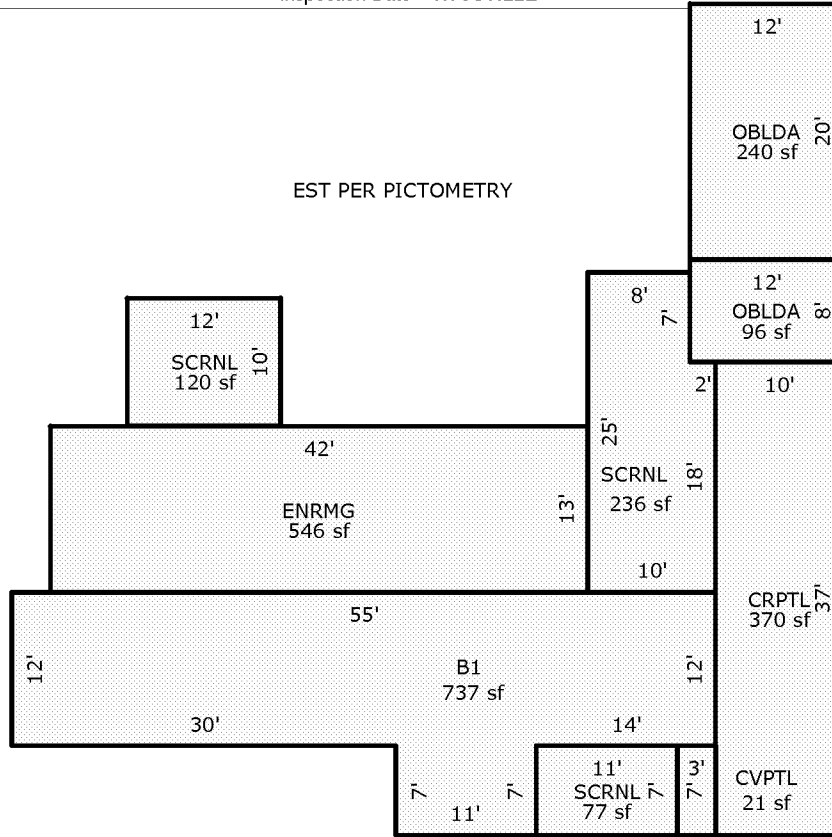 12'
OBLDA
240 sf
20'
EST PER PICTOMETRY
12'
OBLDA
96 sf
8'
8'
7'
12'
SCRNL
120 sf
10'
2'
10'
25'
SCRNL
236 sf
18'
10'
42'
ENRMG
546 sf
13'
CRPTL
370 sf
37'
55'
12'
B1
737 sf
12'
30'
14'
7'
11'
7'
11'
SCRNL
77 sf
7'
3'
7'
CVPTL
21 sf